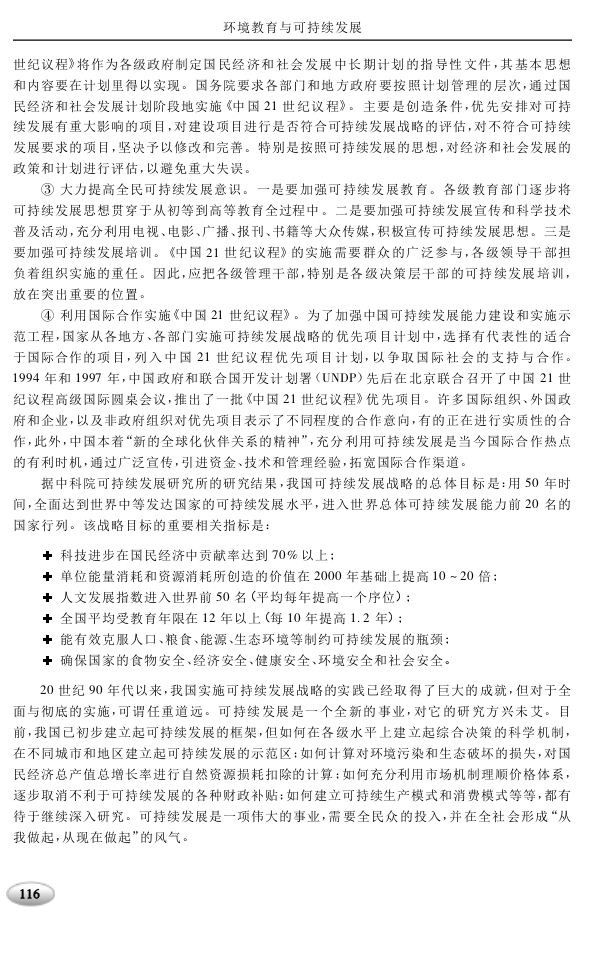 环境教育与可持续发展
世纪议程》将作为各级政府制定国民经济和社会发展中长期计划的指导性文件,其基本思想
和内容要在计划里得以实现。国务院要求各部门和地方政府要按照计划管理的层次,通过国
民经济和社会发展计划阶段地实施《中国 21 世纪议程》。主要是创造条件,优先安排对可持
续发展有重大影响的项目,对建设项目进行是否符合可持续发展战略的评估,对不符合可持续
发展要求的项目,坚决予以修改和完善。特别是按照可持续发展的思想,对经济和社会发展的
政策和计划进行评估,以避免重大失误。
③ 大力提高全民可持续发展意识。一是要加强可持续发展教育。各级教育部门逐步将
可持续发展思想贯穿于从初等到高等教育全过程中。二是要加强可持续发展宣传和科学技术
普及活动,充分利用电视、电影、广播、报刊、书籍等大众传媒,积极宣传可持续发展思想。三是
要加强可持续发展培训。《中国 21 世纪议程》的实施需要群众的广泛参与,各级领导干部担
负着组织实施的重任。因此,应把各级管理干部,特别是各级决策层干部的可持续发展培训,
放在突出重要的位置。
④ 利用国际合作实施《中国 21 世纪议程》。为了加强中国可持续发展能力建设和实施示
范工程,国家从各地方、各部门实施可持续发展战略的优先项目计划中,选择有代表性的适合
于国际合作的项目,列入中国 21 世纪议程优先项目计划,以争取国际社会的支持与合作。
1994 年和 1997 年,中国政府和联合国开发计划署(UNDP)先后在北京联合召开了中国 21 世
纪议程高级国际圆桌会议,推出了一批《中国 21 世纪议程》优先项目。许多国际组织、外国政
府和企业,以及非政府组织对优先项目表示了不同程度的合作意向,有的正在进行实质性的合
作,此外,中国本着“新的全球化伙伴关系的精神”,充分利用可持续发展是当今国际合作热点
的有利时机,通过广泛宣传,引进资金、技术和管理经验,拓宽国际合作渠道。
据中科院可持续发展研究所的研究结果,我国可持续发展战略的总体目标是:用 50 年时
间,全面达到世界中等发达国家的可持续发展水平,进入世界总体可持续发展能力前 20 名的
国家行列。该战略目标的重要相关指标是:
✚ 科技进步在国民经济中贡献率达到 70% 以上;
✚ 单位能量消耗和资源消耗所创造的价值在 2000 年基础上提高 10 ~ 20 倍;
✚ 人文发展指数进入世界前 50 名(平均每年提高一个序位);
✚ 全国平均受教育年限在 12 年以上(每 10 年提高 1.2 年);
✚ 能有效克服人口、粮食、能源、生态环境等制约可持续发展的瓶颈;
✚ 确保国家的食物安全、经济安全、健康安全、环境安全和社会安全。
20 世纪 90 年代以来,我国实施可持续发展战略的实践已经取得了巨大的成就,但对于全
面与彻底的实施,可谓任重道远。可持续发展是一个全新的事业,对它的研究方兴未艾。目
前,我国已初步建立起可持续发展的框架,但如何在各级水平上建立起综合决策的科学机制,
在不同城市和地区建立起可持续发展的示范区;如何计算对环境污染和生态破坏的损失,对国
民经济总产值总增长率进行自然资源损耗扣除的计算;如何充分利用市场机制理顺价格体系,
逐步取消不利于可持续发展的各种财政补贴;如何建立可持续生产模式和消费模式等等,都有
待于继续深入研究。可持续发展是一项伟大的事业,需要全民众的投入,并在全社会形成“从
我做起,从现在做起”的风气。
116